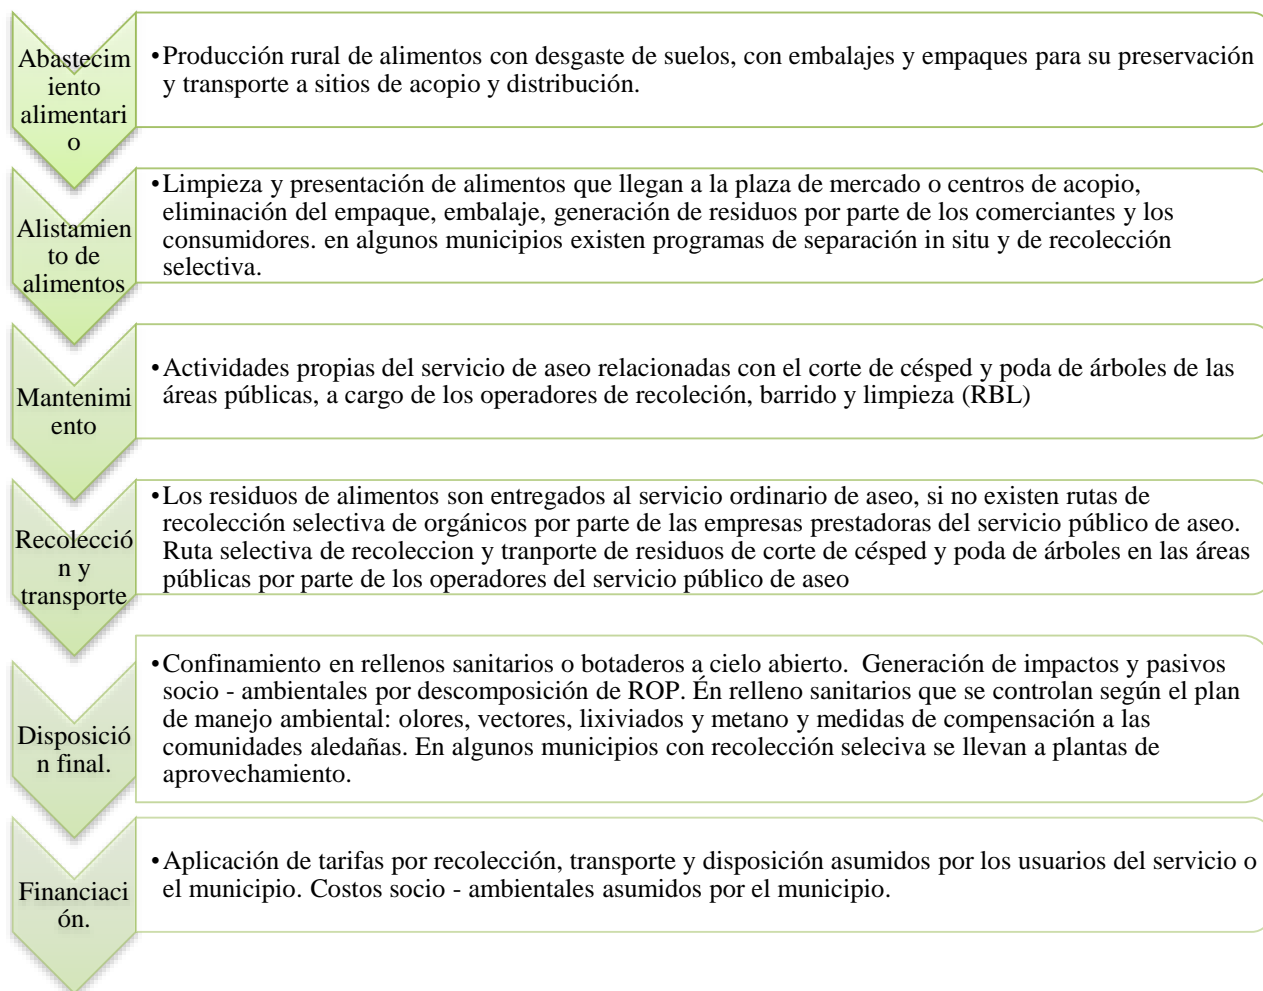 Abastecim
iento
alimentari
o
•Producción rural de alimentos con desgaste de suelos, con embalajes y empaques para su preservación
y transporte a sitios de acopio y distribución.
Alistamien
to de
alimentos
•Limpieza y presentación de alimentos que llegan a la plaza de mercado o centros de acopio,
eliminación del empaque, embalaje, generación de residuos por parte de los comerciantes y los
consumidores. en algunos municipios existen programas de separación in situ y de recolección
selectiva.
Mantenimi
ento
•Actividades propias del servicio de aseo relacionadas con el corte de césped y poda de árboles de las
áreas públicas, a cargo de los operadores de recoleción, barrido y limpieza (RBL)
Recolecció
n y
transporte
•Los residuos de alimentos son entregados al servicio ordinario de aseo, si no existen rutas de
recolección selectiva de orgánicos por parte de las empresas prestadoras del servicio público de aseo.
Ruta selectiva de recoleccion y tranporte de residuos de corte de césped y poda de árboles en las áreas
públicas por parte de los operadores del servicio público de aseo
Disposició
n final.
•Confinamiento en rellenos sanitarios o botaderos a cielo abierto.  Generación de impactos y pasivos
socio - ambientales por descomposición de ROP. Én relleno sanitarios que se controlan según el plan
de manejo ambiental: olores, vectores, lixiviados y metano y medidas de compensación a las
comunidades aledañas. En algunos municipios con recolección seleciva se llevan a plantas de
aprovechamiento.
Financiaci
ón.
•Aplicación de tarifas por recolección, transporte y disposición asumidos por los usuarios del servicio o
el municipio. Costos socio - ambientales asumidos por el municipio.